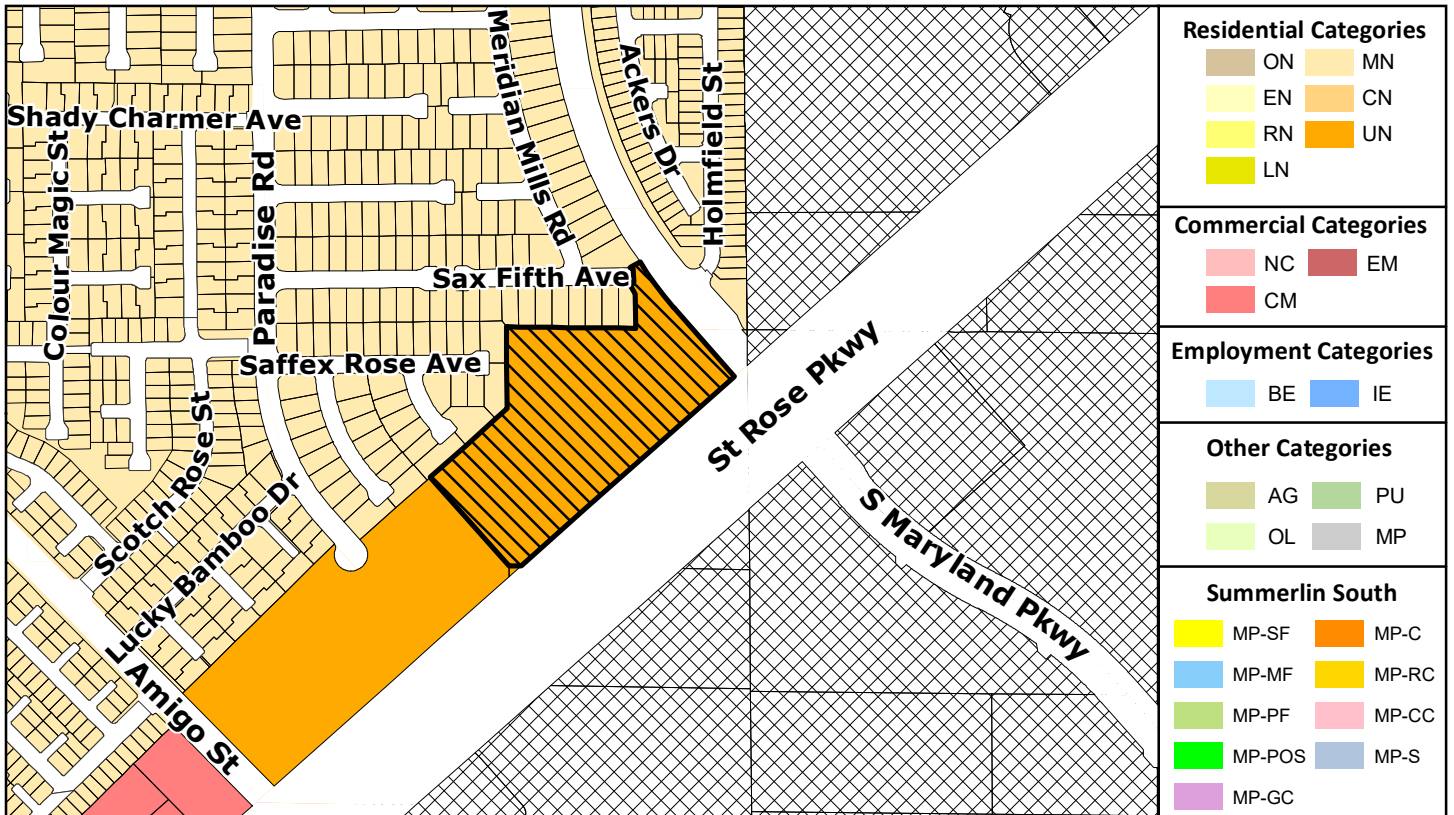 Shady Charmer Ave
Colour Magic St
Paradise Rd
Meridian Mills Rd
Ackers Dr
Holmfield St
Sax Fifth Ave
Saffex Rose Ave
Scotch Rose St
Lucky Bamboo Dr
Amigo St
St Rose Pkwy
S Maryland Pkwy
Residential Categories
ON MN
EN CN
RN UN
LN
Commercial Categories
NC EM
CM
Employment Categories
BE IE
Other Categories
AG PU
OL MP
Summerlin South
MP-SF MP-C
MP-MF MP-RC
MP-PF MP-CC
MP-POS MP-S
MP-GC